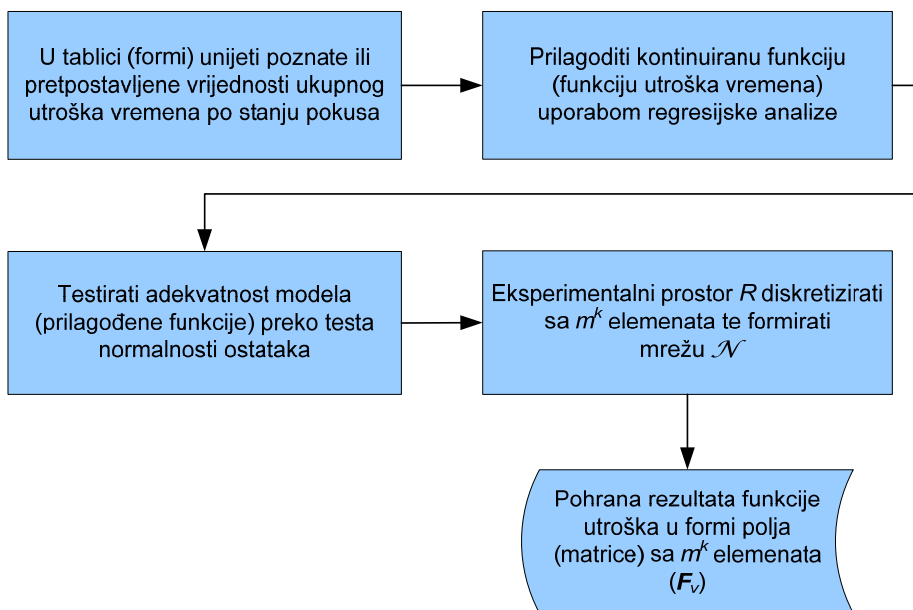 U tablici (formi) unijeti poznate ili
pretpostavljene vrijednosti ukupnog
utroška vremena po stanju pokusa
Prilagoditi kontinuiranu funkciju
(funkciju utroška vremena)
uporabom regresijske analize
Testirati adekvatnost modela
(prilagođene funkcije) preko testa
normalnosti ostataka
Eksperimentalni prostor R diskretizirati
sa m^k elemenata te formirati
mrežu 𝒩
Pohrana rezultata funkcije
utroška u formi polja
(matrice) sa m^k elemenata
(F_v)